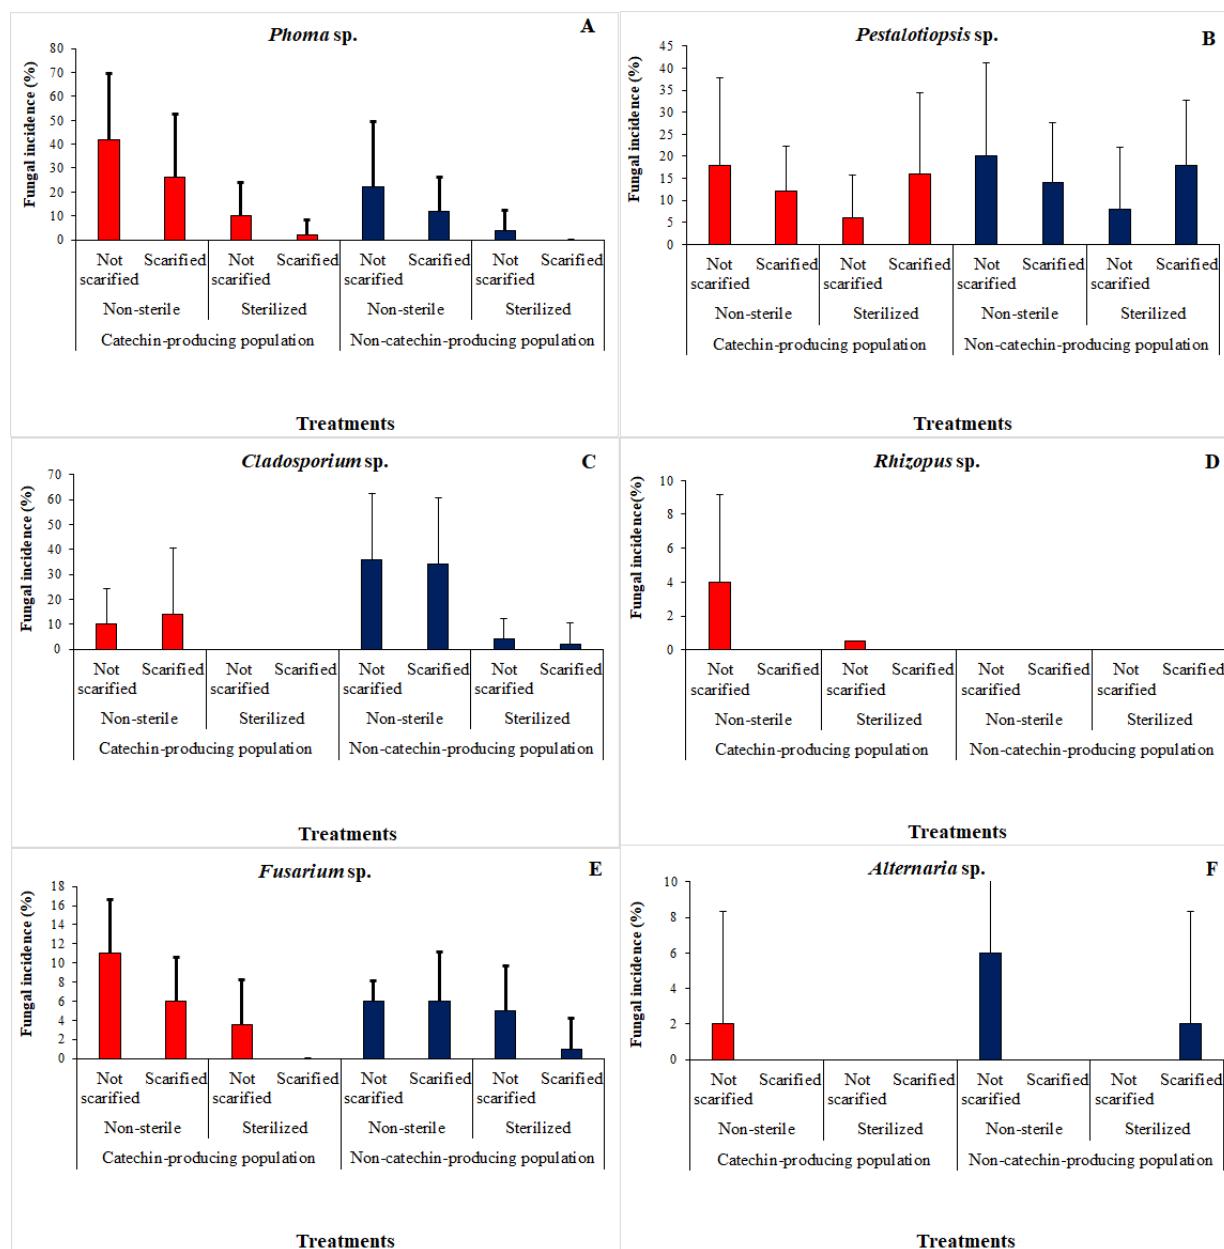 Phoma sp.
A
Fungal incidence (%)
80
70
60
50
40
30
20
10
0
Not scarified
Scarified
Not scarified
Scarified
Not scarified
Scarified
Not scarified
Scarified
Non-sterile
Sterilized
Non-sterile
Sterilized
Catechin-producing population
Non-catechin-producing population
Treatments
Pestalotiopsis sp.
B
Fungal incidence (%)
45
40
35
30
25
20
15
10
5
0
Not scarified
Scarified
Not scarified
Scarified
Not scarified
Scarified
Not scarified
Scarified
Non-sterile
Sterilized
Non-sterile
Sterilized
Catechin-producing population
Non-catechin-producing population
Treatments
Cladosporium sp.
C
Fungal incidence (%)
70
60
50
40
30
20
10
0
Not scarified
Scarified
Not scarified
Scarified
Not scarified
Scarified
Not scarified
Scarified
Non-sterile
Sterilized
Non-sterile
Sterilized
Catechin-producing population
Non-catechin-producing population
Treatments
Rhizopus sp.
D
Fungal incidence(%)
10
8
6
4
2
0
Not scarified
Scarified
Not scarified
Scarified
Not scarified
Scarified
Not scarified
Scarified
Non-sterile
Sterilized
Non-sterile
Sterilized
Catechin-producing population
Non-catechin-producing population
Treatments
Fusarium sp.
E
Fungal incidence (%)
18
16
14
12
10
8
6
4
2
0
Not scarified
Scarified
Not scarified
Scarified
Not scarified
Scarified
Not scarified
Scarified
Non-sterile
Sterilized
Non-sterile
Sterilized
Catechin-producing population
Non-catechin-producing population
Treatments
Alternaria sp.
F
Fungal incidence (%)
10
8
6
4
2
0
Not scarified
Scarified
Not scarified
Scarified
Not scarified
Scarified
Not scarified
Scarified
Non-sterile
Sterilized
Non-sterile
Sterilized
Catechin-producing population
Non-catechin-producing population
Treatments